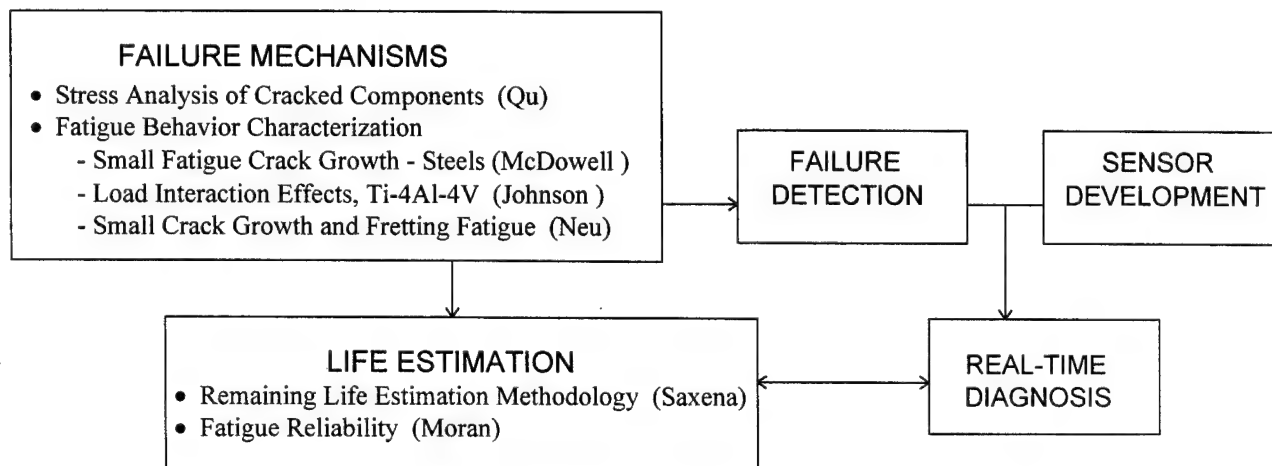 FAILURE MECHANISMS
• Stress Analysis of Cracked Components (Qu)
• Fatigue Behavior Characterization
- Small Fatigue Crack Growth - Steels (McDowell )
- Load Interaction Effects, Ti-4Al-4V (Johnson )
- Small Crack Growth and Fretting Fatigue (Neu)
FAILURE
DETECTION
SENSOR
DEVELOPMENT
LIFE ESTIMATION
• Remaining Life Estimation Methodology (Saxena)
• Fatigue Reliability (Moran)
REAL-TIME
DIAGNOSIS